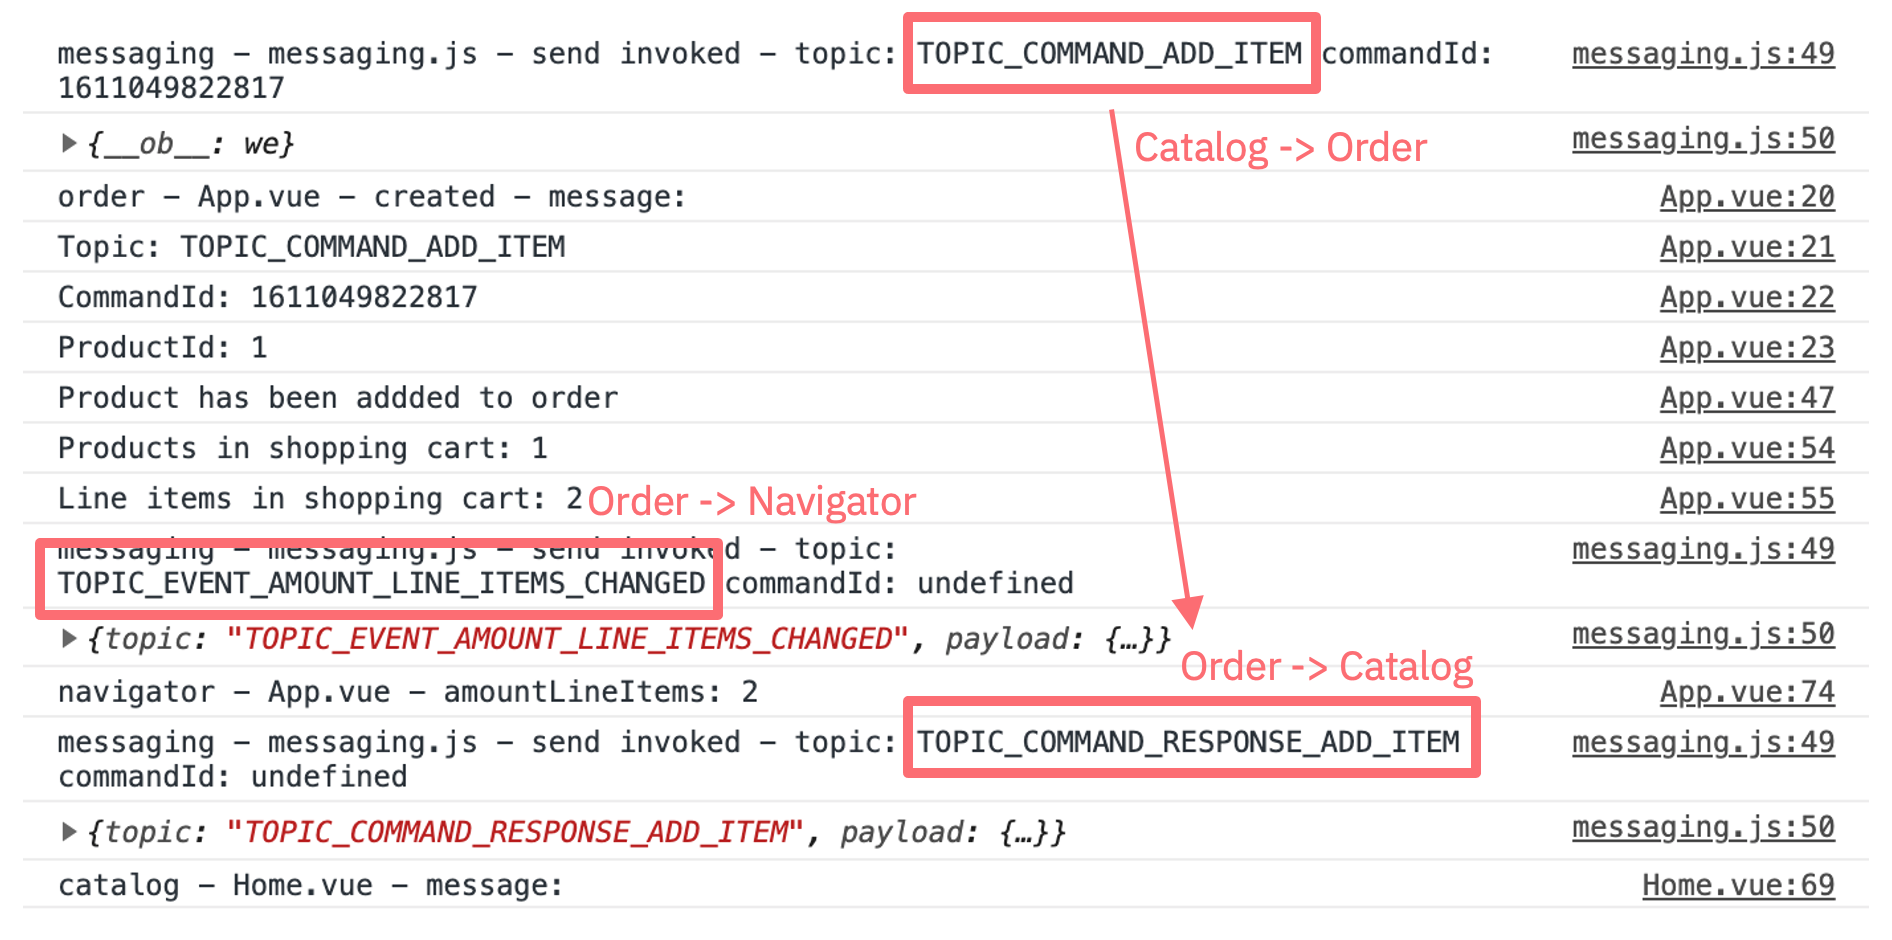 messaging – messaging.js – send invoked – topic: TOPIC_COMMAND_ADD_ITEM commandId: messaging.js:49
1611049822817
{__ob__: we} messaging.js:50
Catalog -> Order
order – App.vue – created – message: App.vue:20
Topic: TOPIC_COMMAND_ADD_ITEM App.vue:21
CommandId: 1611049822817 App.vue:22
ProductId: 1 App.vue:23
Product has been addded to order App.vue:47
Products in shopping cart: 1 App.vue:54
Line items in shopping cart: 2 App.vue:55
Order -> Navigator
messaging – messaging.js – send invoked – topic: messaging.js:49
TOPIC_EVENT_AMOUNT_LINE_ITEMS_CHANGED commandId: undefined
{topic: "TOPIC_EVENT_AMOUNT_LINE_ITEMS_CHANGED", payload: {…}} messaging.js:50
Order -> Catalog
navigator – App.vue – amountLineItems: 2 App.vue:74
messaging – messaging.js – send invoked – topic: TOPIC_COMMAND_RESPONSE_ADD_ITEM messaging.js:49
commandId: undefined
{topic: "TOPIC_COMMAND_RESPONSE_ADD_ITEM", payload: {…}} messaging.js:50
catalog – Home.vue – message: Home.vue:69